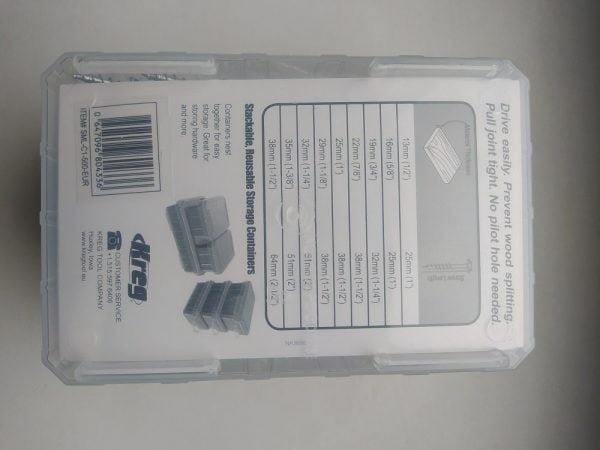 Drive easily. Prevent wood splitting.
Pull joint tight. No pilot hole needed.
Material Thickness
Screw Length
13mm (1/2") 25mm (1")
16mm (5/8") 25mm (1")
19mm (3/4") 32mm (1-1/4")
22mm (7/8") 38mm (1-1/2")
25mm (1") 38mm (1-1/2")
29mm (1-1/8") 38mm (1-1/2")
32mm (1-1/4") 51mm (2")
35mm (1-3/8") 51mm (2")
38mm (1-1/2") 64mm (2-1/2")
Stackable, Reusable Storage Containers
Containers nest
together for easy
storage. Great for
storing hardware
and more.
ITEM# SML-C1-500-EUR
Kreg
CUSTOMER SERVICE
KREG TOOL COMPANY
Huxley, Iowa